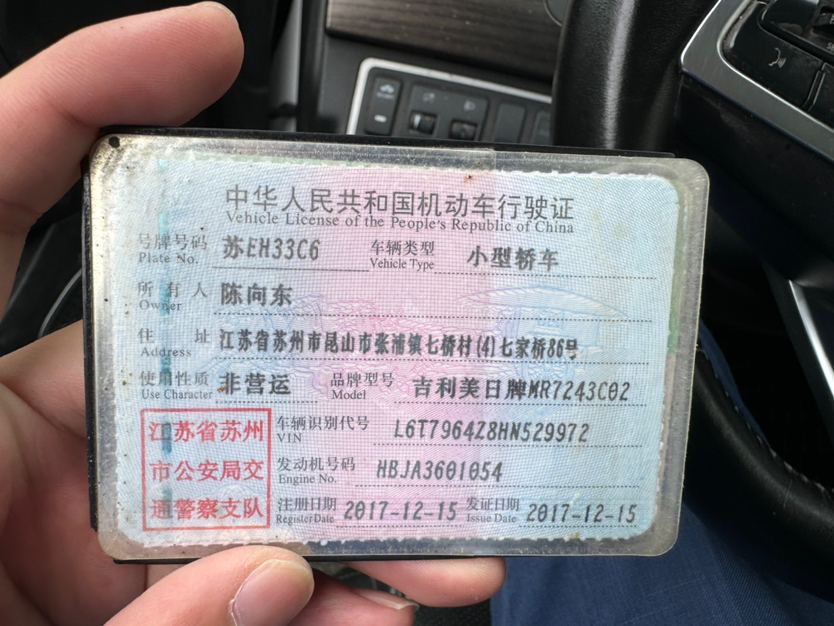 中华人民共和国机动车行驶证
Vehicle License of the People's Republic of China
号牌号码 苏EH33C6 车辆类型 小型轿车
Plate No. Vehicle Type
所有人 陈向东
Owner
住址 江苏省苏州市昆山市张浦镇七桥村(4)七家桥86号
Address
使用性质 非营运 品牌型号 吉利美日牌MR7243C02
Use Character Model
江苏省苏州 车辆识别代号 L6T7964Z8HN529972
VIN
市公安局交 发动机号码 HBJA3601054
Engine No.
通警察支队 注册日期 2017-12-15 发证日期 2017-12-15
Register Date Issue Date